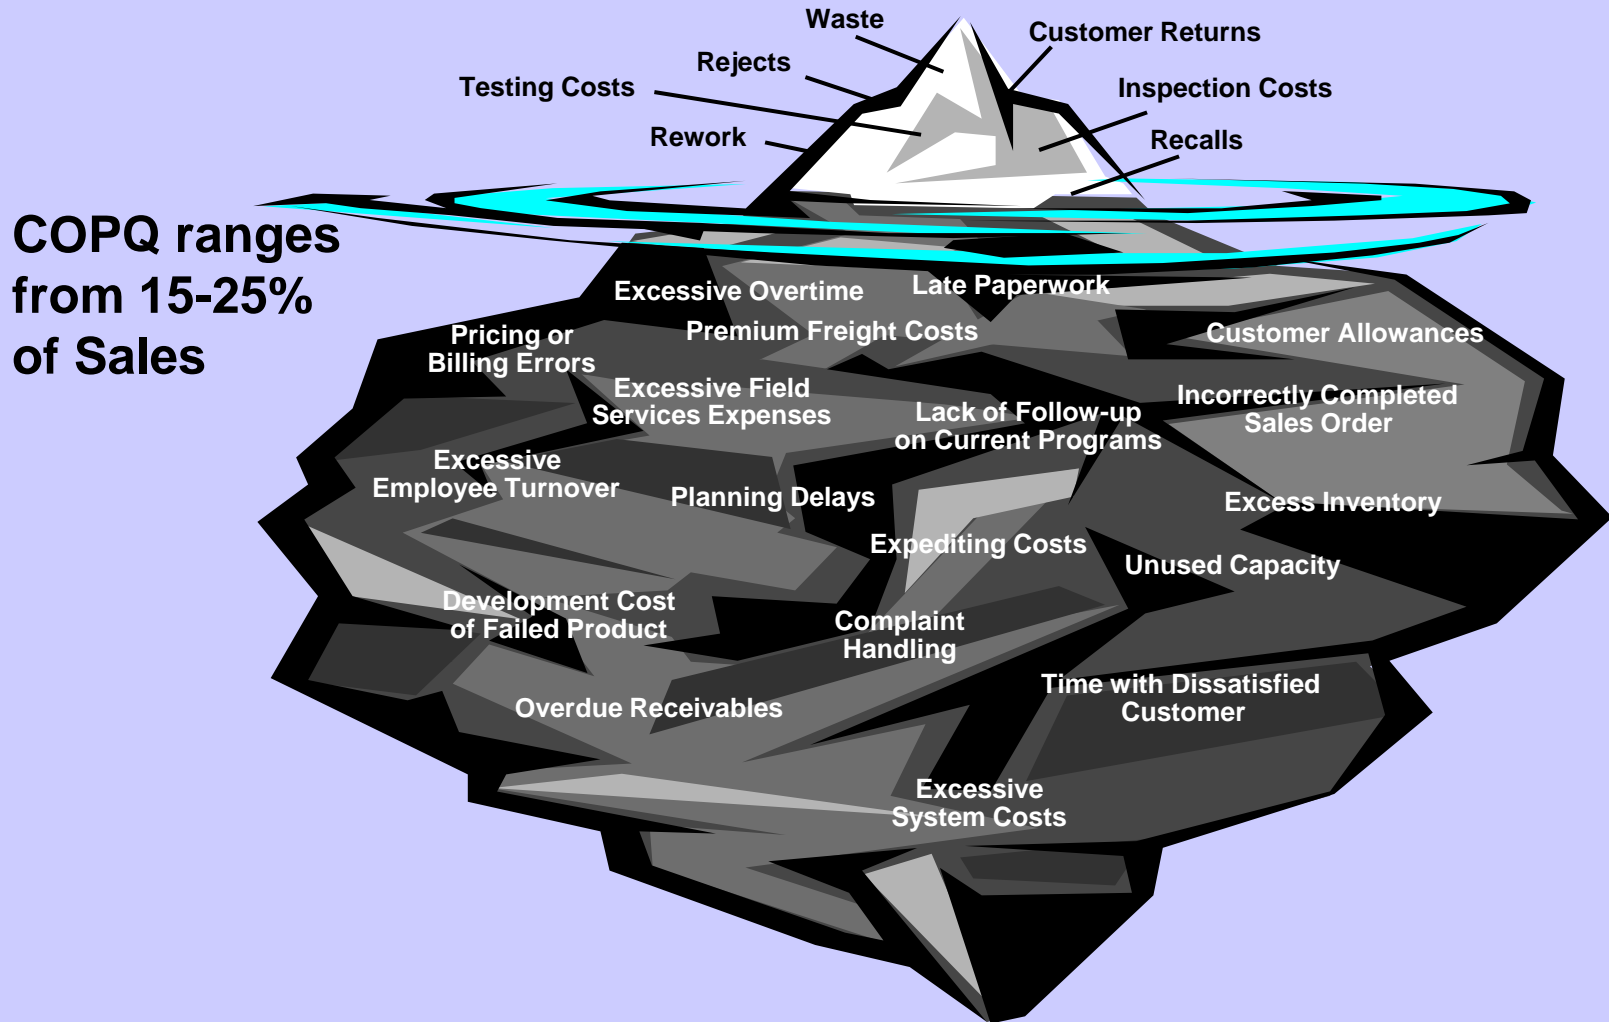 Waste
Customer Returns
Rejects
Testing Costs
Inspection Costs
Rework
Recalls
COPQ ranges
from 15-25%
of Sales
Excessive Overtime
Late Paperwork
Pricing or
Billing Errors
Premium Freight Costs
Customer Allowances
Excessive Field
Services Expenses
Lack of Follow-up
on Current Programs
Incorrectly Completed
Sales Order
Excessive
Employee Turnover
Planning Delays
Excess Inventory
Expediting Costs
Unused Capacity
Development Cost
of Failed Product
Complaint
Handling
Overdue Receivables
Time with Dissatisfied
Customer
Excessive
System Costs